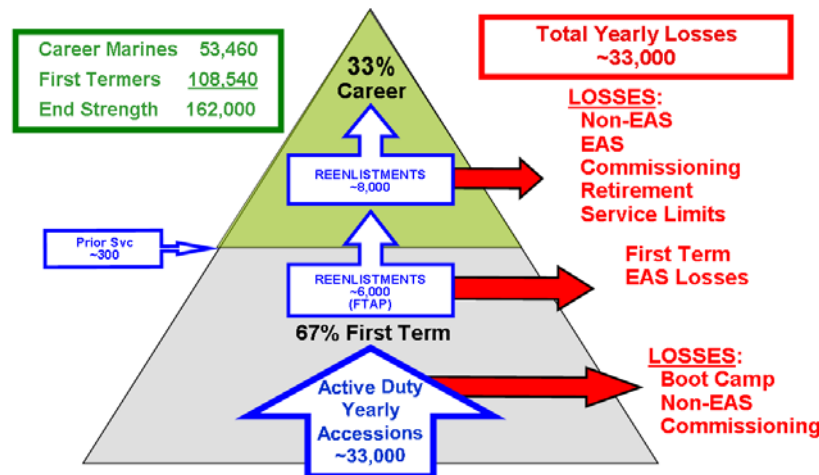 Career Marines 53,460
First Termers 108,540
End Strength 162,000
33%
Career
Total Yearly Losses
~33,000
LOSSES:
Non-EAS
EAS
Commissioning
Retirement
Service Limits
REENLISTMENTS
~8,000
Prior Svc
~300
REENLISTMENTS
~6,000
(FTAP)
First Term
EAS Losses
67% First Term
LOSSES:
Boot Camp
Non-EAS
Commissioning
Active Duty
Yearly
Accessions
~33,000